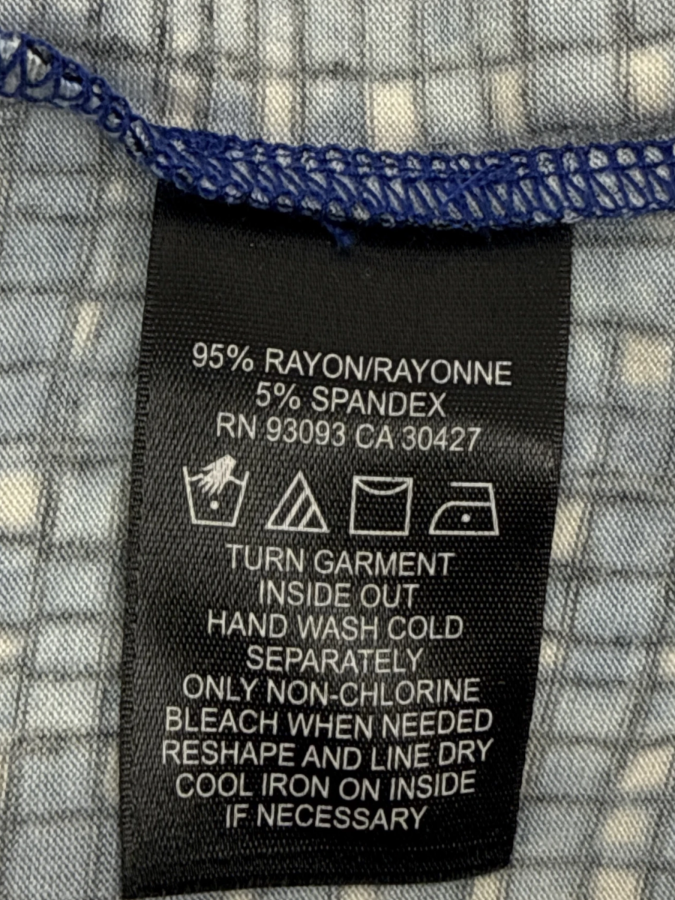 95% RAYON/RAYONNE
5% SPANDEX
RN 93093 CA 30427
TURN GARMENT
INSIDE OUT
HAND WASH COLD
SEPARATELY
ONLY NON-CHLORINE
BLEACH WHEN NEEDED
RESHAPE AND LINE DRY
COOL IRON ON INSIDE
IF NECESSARY